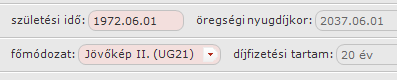 születési idő: 1972.06.01 öregségi nyugdíjkor: 2037.06.01
főmódozat: Jövőkép II. (UG21) díjfizetési tartam: 20 év